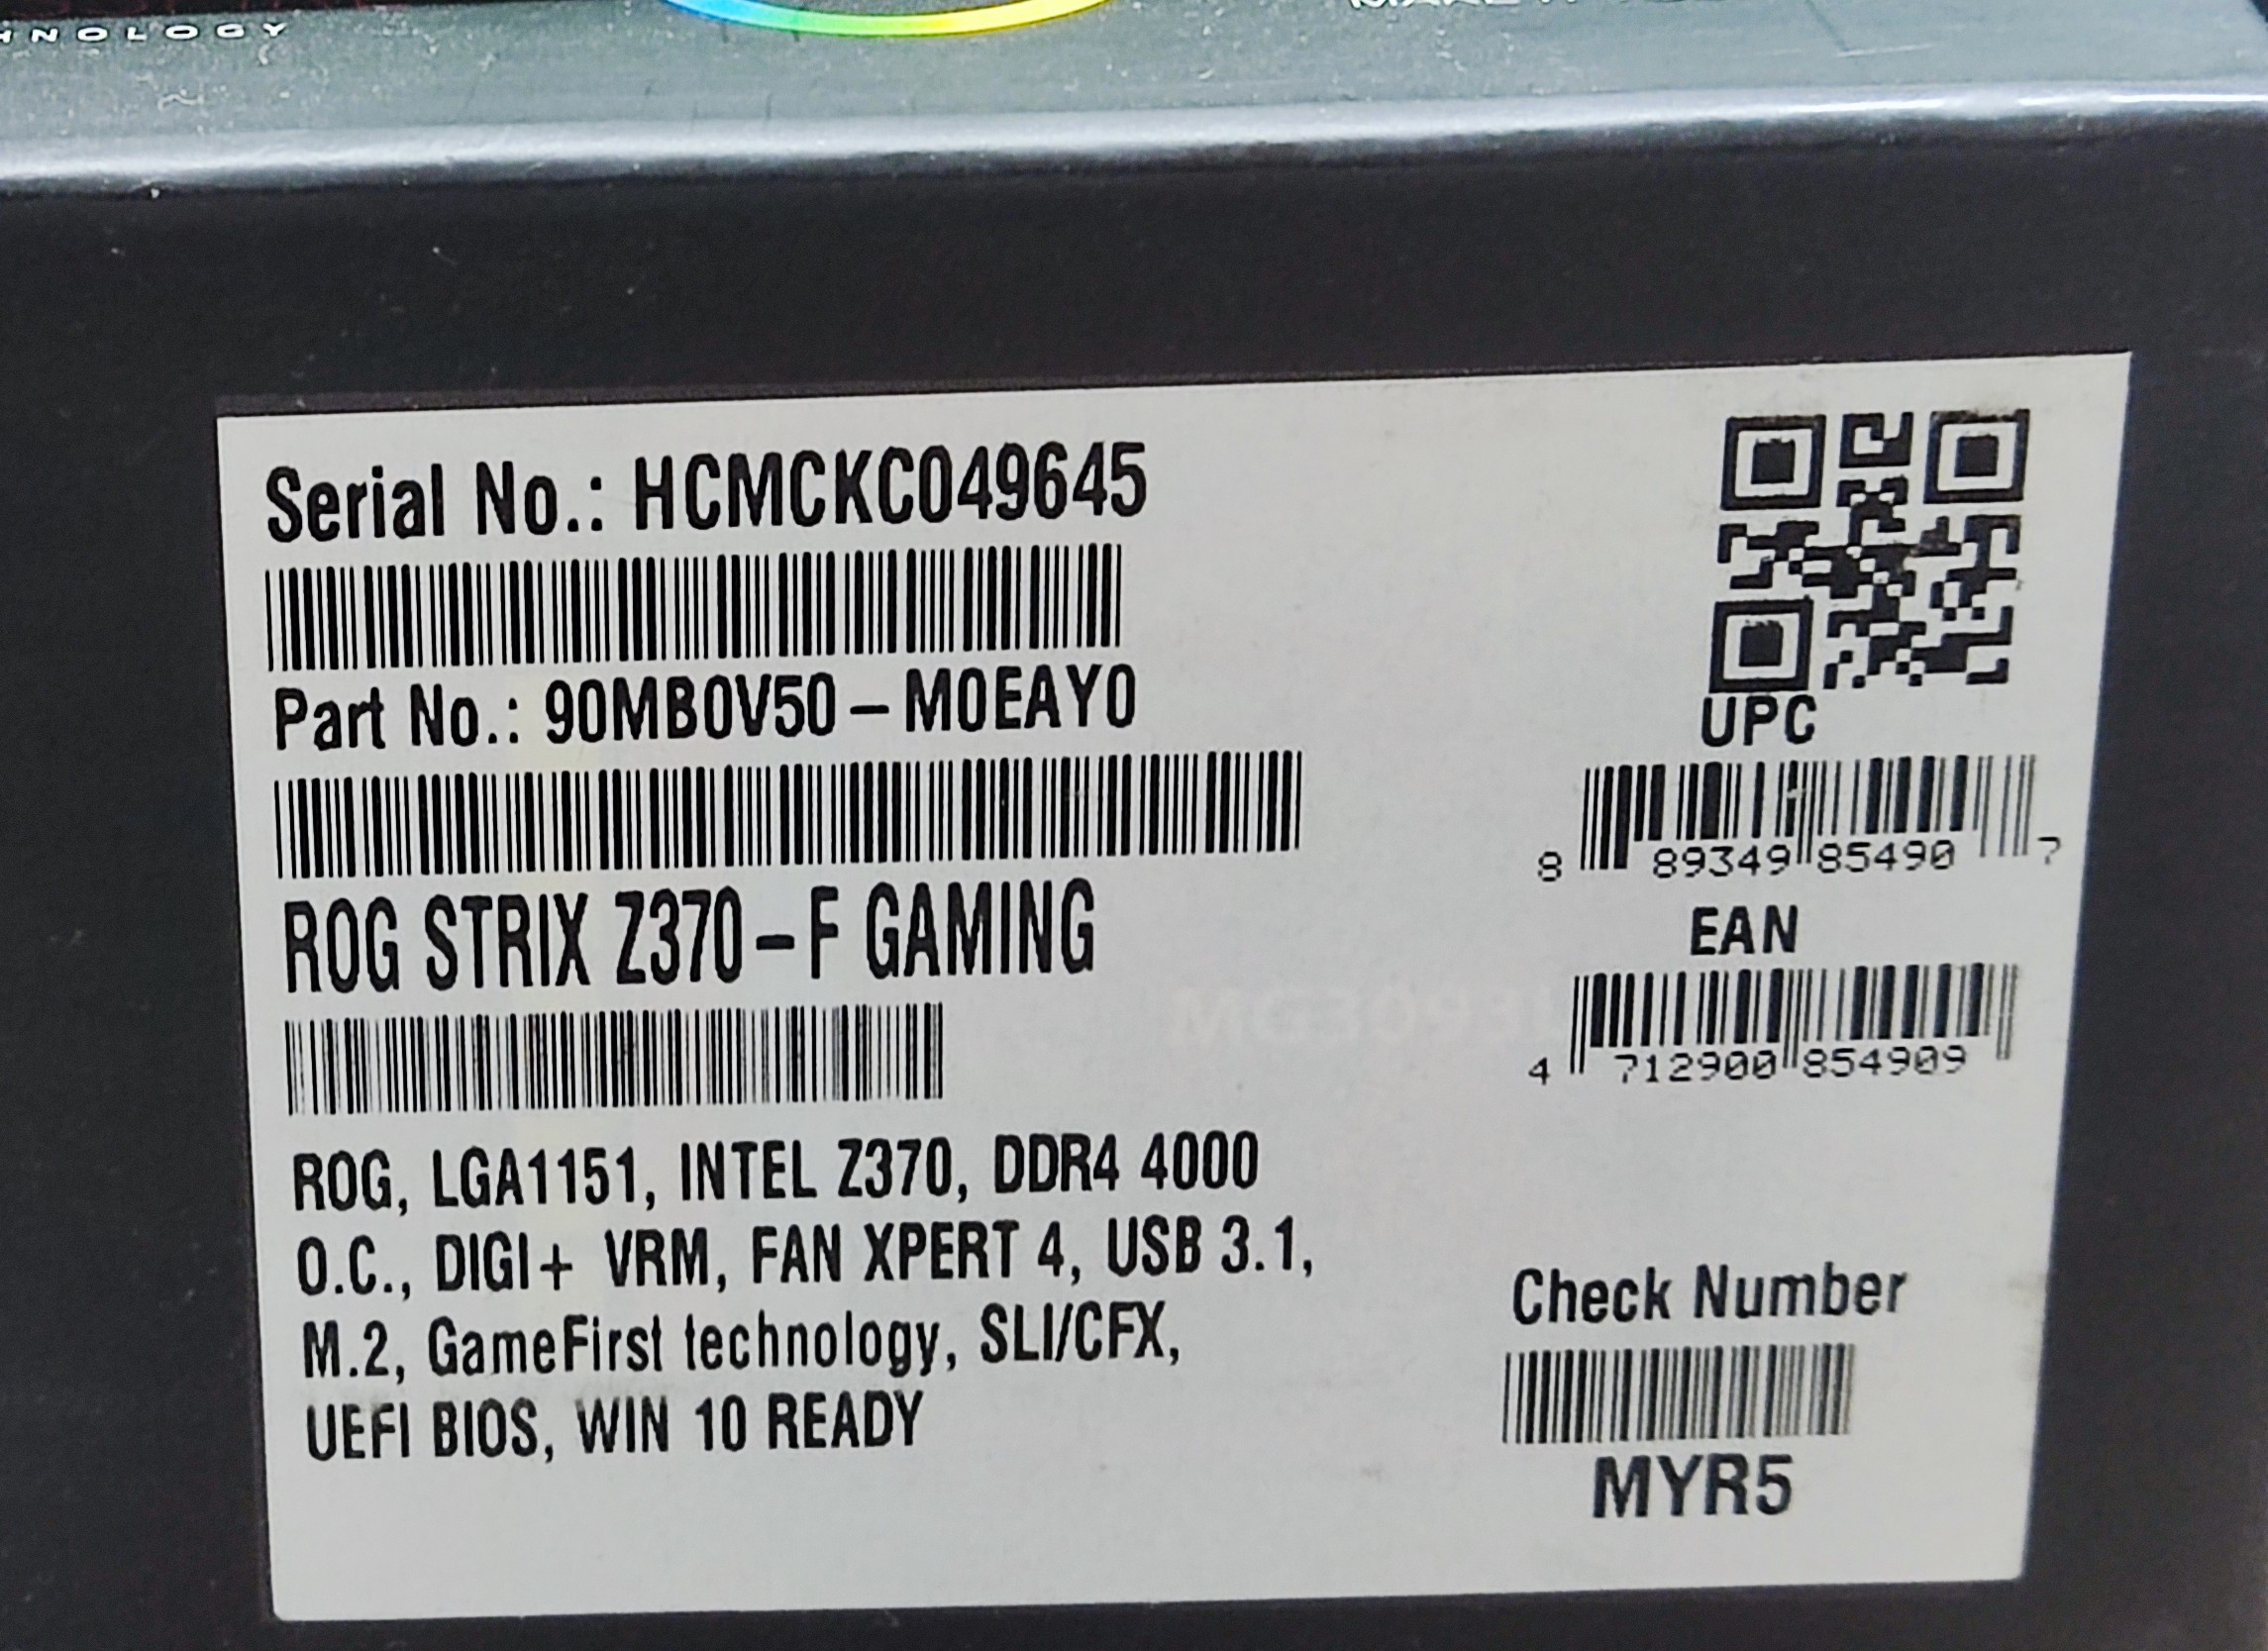 Serial No.: HCMCKC049645
Part No.: 90MB0V50-M0EAY0
ROG STRIX Z370-F GAMING
ROG, LGA1151, INTEL Z370, DDR4 4000
O.C., DIGI+ VRM, FAN XPERT 4, USB 3.1,
M.2, GameFirst technology, SLI/CFX,
UEFI BIOS, WIN 10 READY
UPC
8 89349 85490 7
EAN
4 712900 854909
Check Number
MYR5